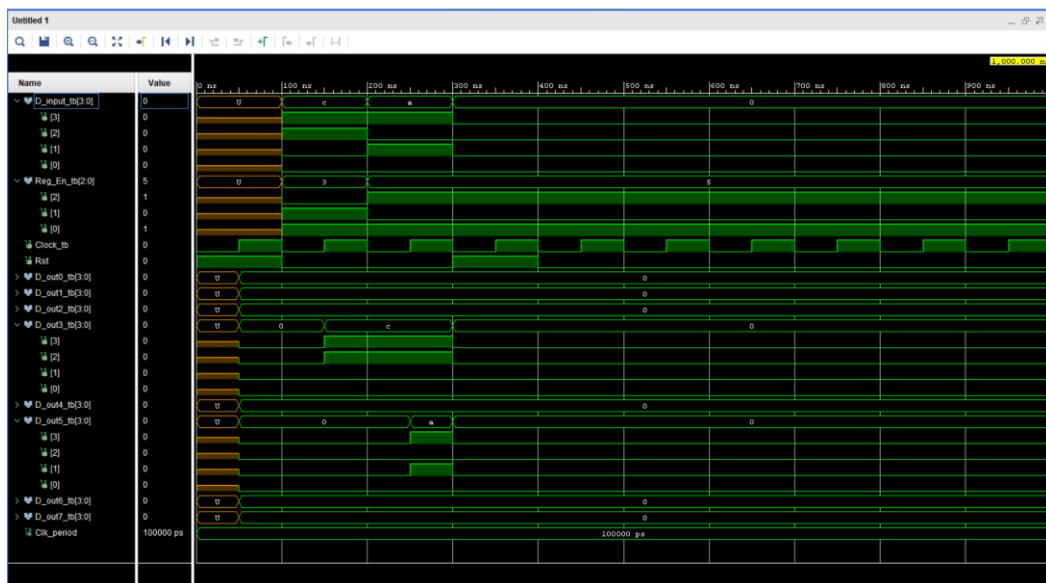 Untitled 1
1,000.000 n
Name Value 0 ns 100 ns 200 ns 300 ns 400 ns 500 ns 600 ns 700 ns 800 ns 900 ns
D_input_tb[3:0] 0 U c a 0
[3] 0
[2] 0
[1] 0
[0] 0
Reg_En_tb[2:0] 5 U 3 5
[2] 1
[1] 0
[0] 1
Clock_tb 0
Rst 0
D_out0_tb[3:0] 0 U 0
D_out1_tb[3:0] 0 U 0
D_out2_tb[3:0] 0 U 0
D_out3_tb[3:0] 0 U 0 c 0
[3] 0
[2] 0
[1] 0
[0] 0
D_out4_tb[3:0] 0 U 0
D_out5_tb[3:0] 0 U 0 a 0
[3] 0
[2] 0
[1] 0
[0] 0
D_out6_tb[3:0] 0 U 0
D_out7_tb[3:0] 0 U 0
Clk_period 100000 ps 100000 ps